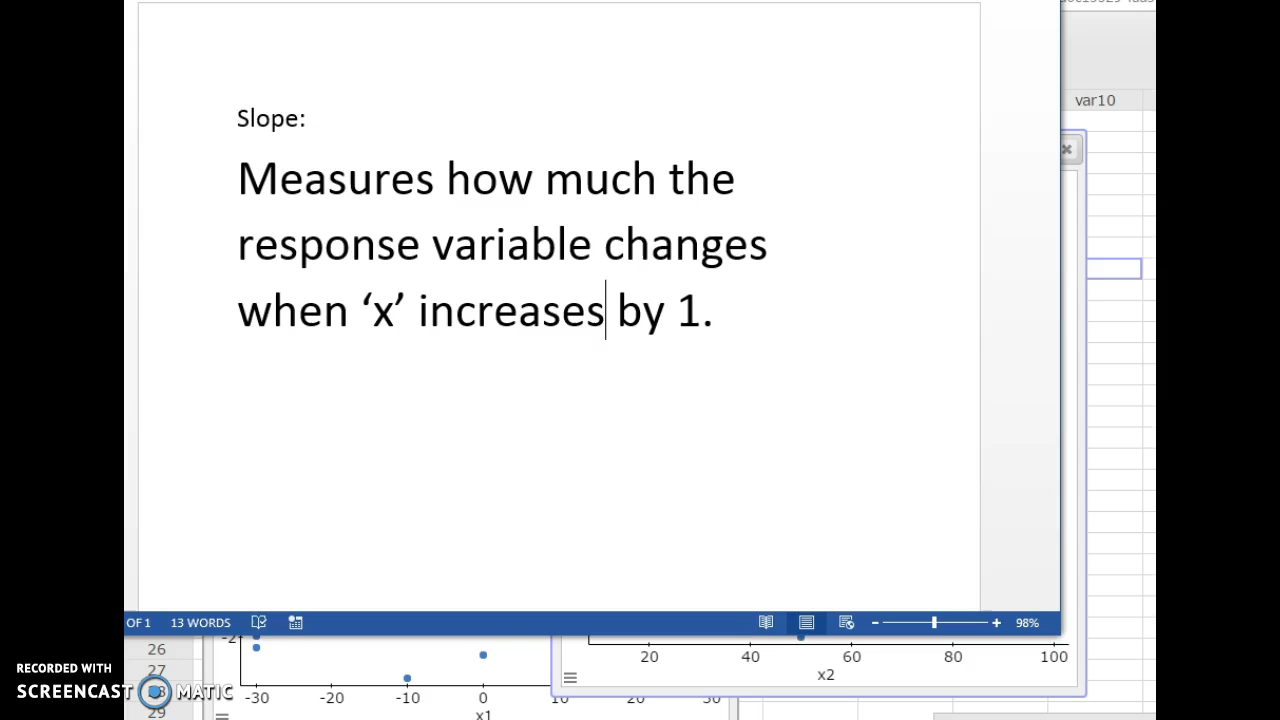 var10
Slope:
Measures how much the
response variable changes
when ‘x’ increases by 1.
OF 1 13 WORDS 98%
-2
26
27
29
20 40 60 80 100
x2
-30 -20 -10 0 10 20 30
x1
RECORDED WITH
SCREENCAST MATIC